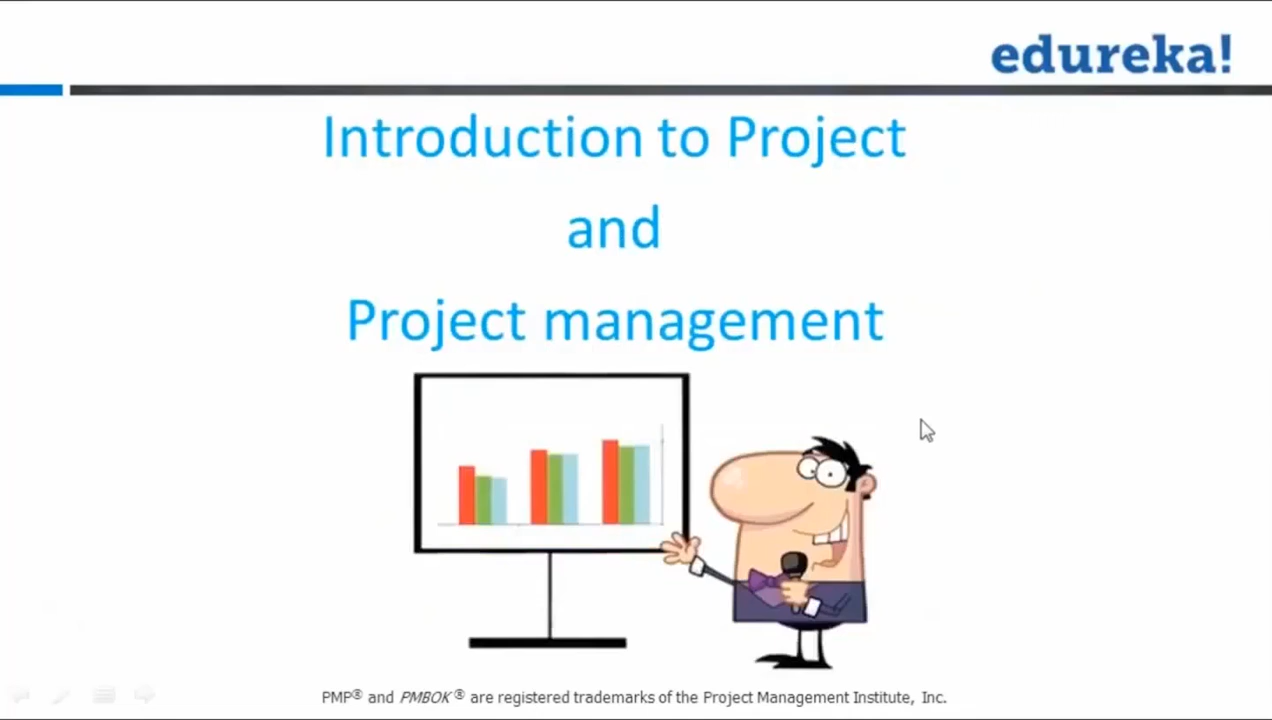 edureka!
Introduction to Project
and
Project management
PMP® and PMBOK ® are registered trademarks of the Project Management Institute, Inc.